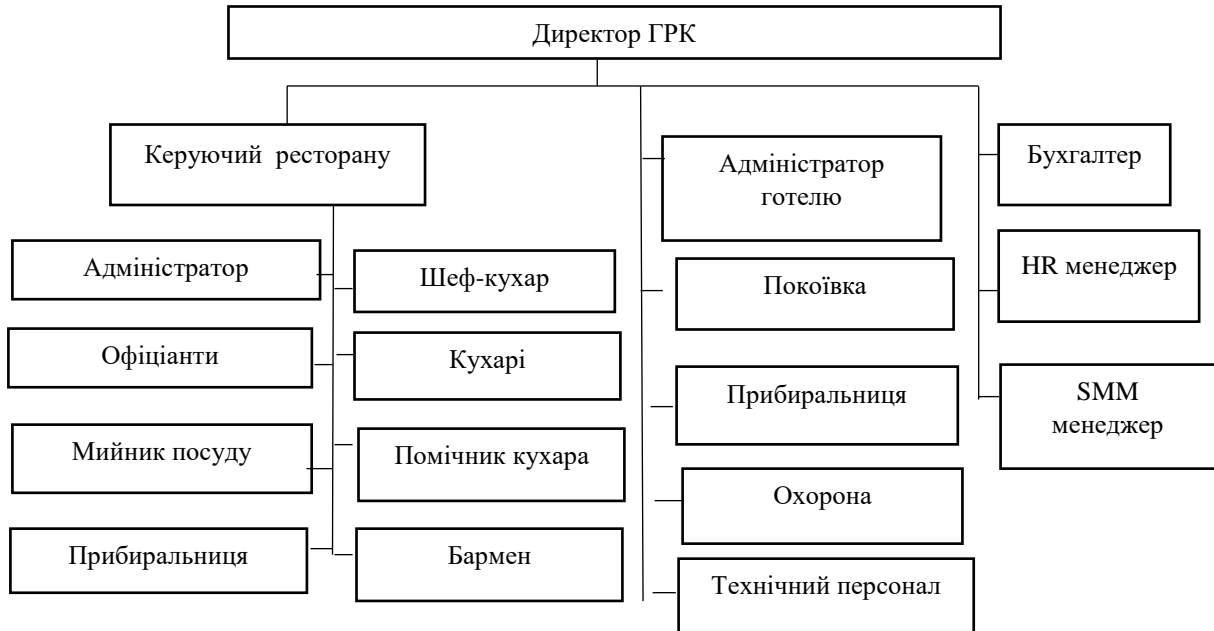 Директор ГРК
Керуючий ресторану
Адміністратор
готелю
Бухгалтер
Адміністратор
Шеф-кухар
Покоївка
HR менеджер
Офіціанти
Кухарі
Прибиральниця
SMM
менеджер
Мийник посуду
Помічник кухара
Охорона
Прибиральниця
Бармен
Технічний персонал